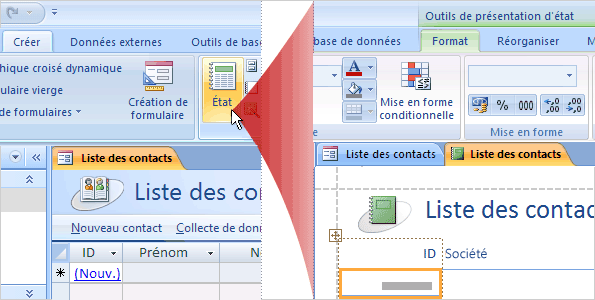 Outils de présentation d'état
Créer Données externes Outils de bas base de données Format Réorganiser M
hique croisé dynamique
ulaire vierge
de formulaires
Création de
formulaire
État
A
Mise en forme
conditionnelle
% 000
Mise en forme
Liste des contacts
Liste des contacts Liste des contacts
Liste des co
Liste des contac
Nouveau contact Collecte de don
ID Prénom N
(Nouv.)
ID Société